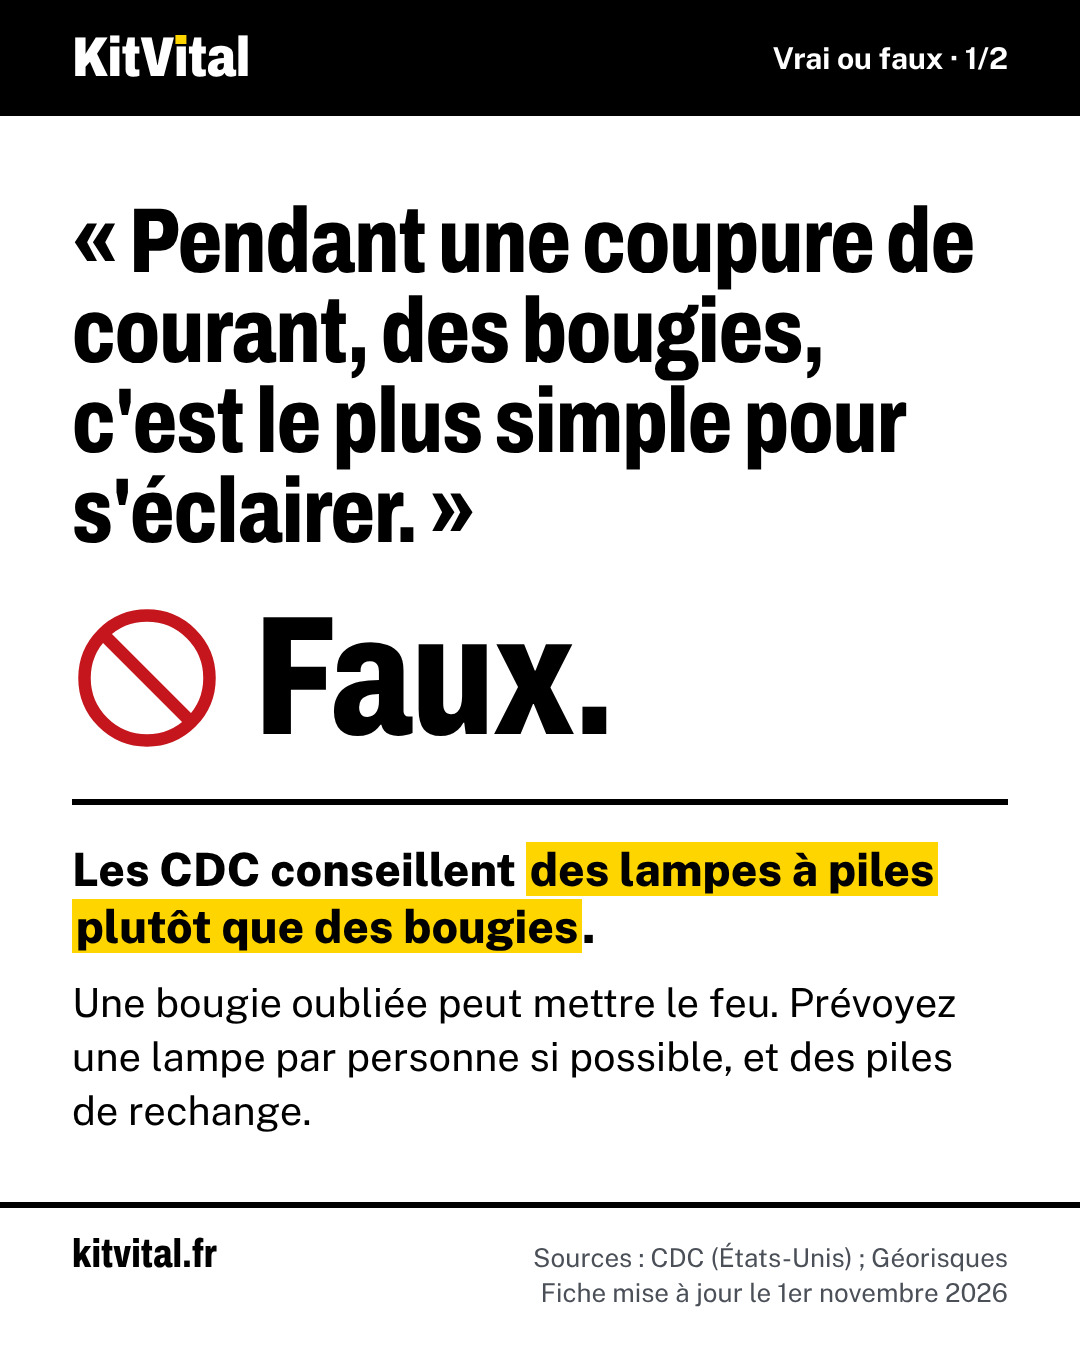 KitVital
Vrai ou faux · 1/2
« Pendant une coupure de
courant, des bougies,
c'est le plus simple pour
s'éclairer. »
Faux.
Les CDC conseillent des lampes à piles
plutôt que des bougies.
Une bougie oubliée peut mettre le feu. Prévoyez
une lampe par personne si possible, et des piles
de rechange.
kitvital.fr
Sources : CDC (États-Unis) ; Géorisques
Fiche mise à jour le 1er novembre 2026